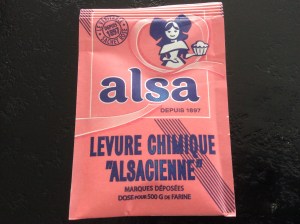 alsa
DEPUIS 1897
LEVURE CHIMIQUE
"ALSACIENNE"
MARQUES DÉPOSÉES
DOSE POUR 500 G DE FARINE